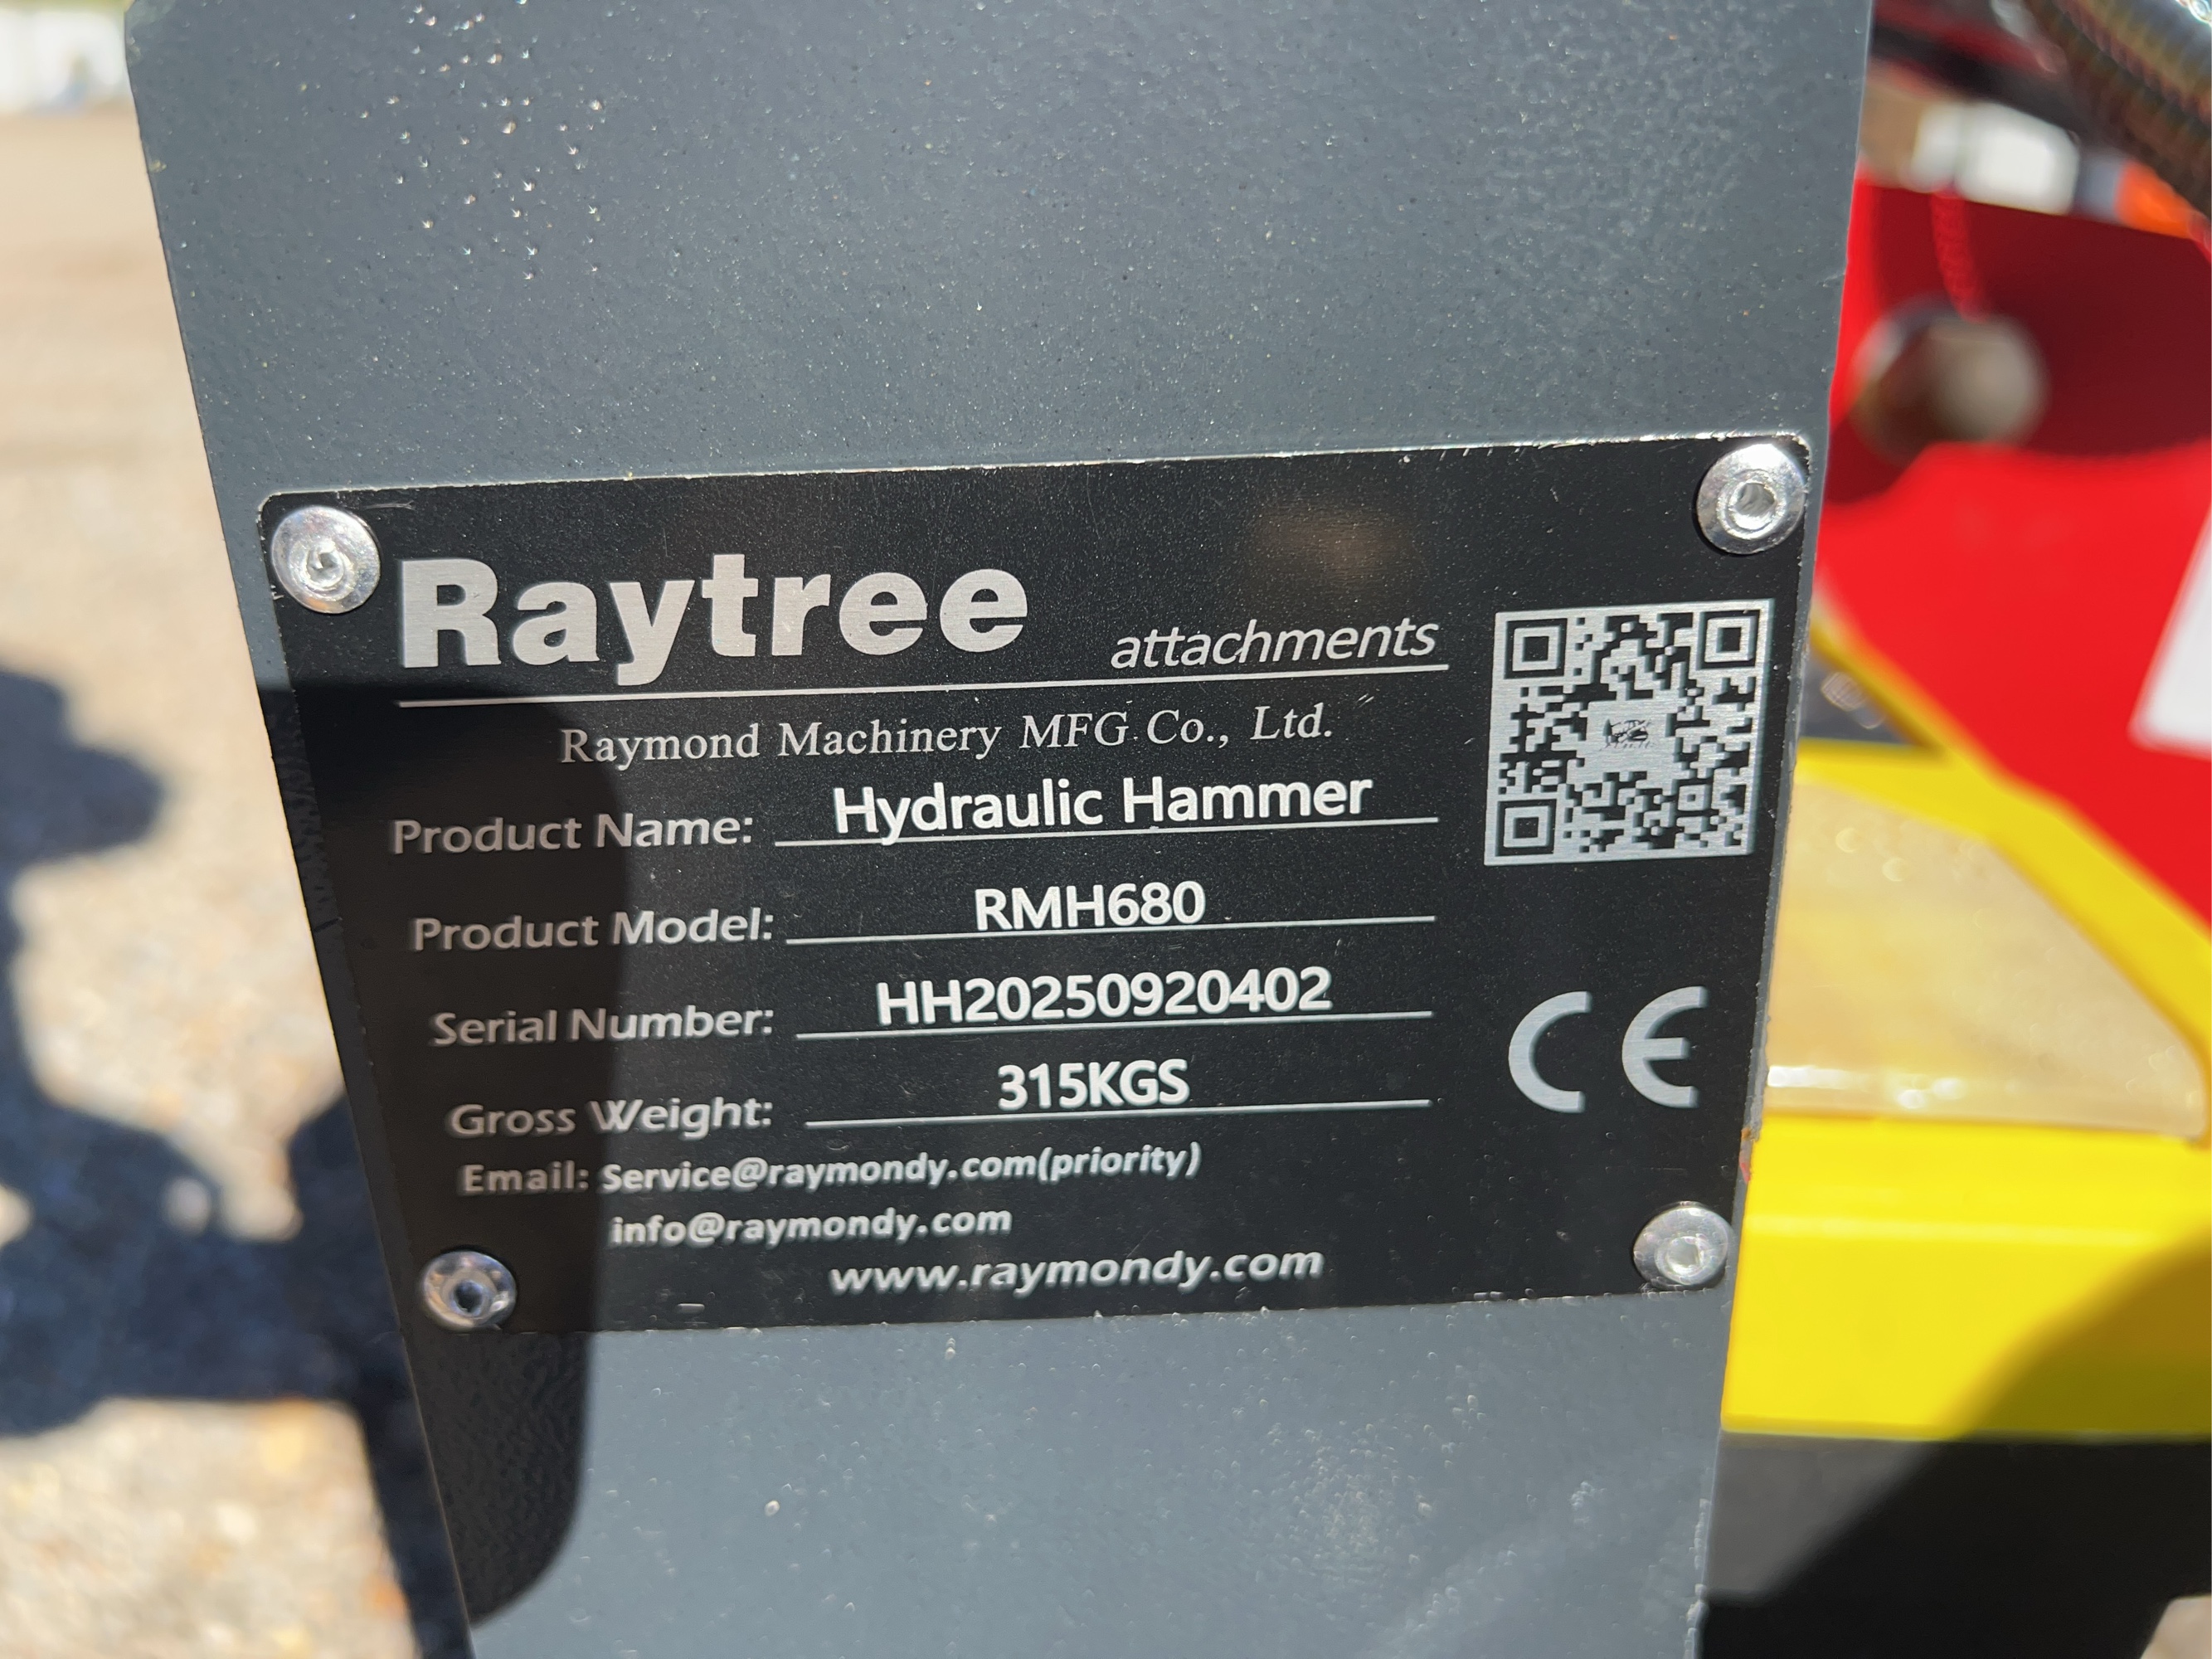 Raytree attachments
Raymond Machinery MFG Co., Ltd.
Product Name: Hydraulic Hammer
Product Model: RMH680
Serial Number: HH20250920402
Gross Weight: 315KGS
Email: Service@raymondy.com(priority)
info@raymondy.com
www.raymondy.com
CE